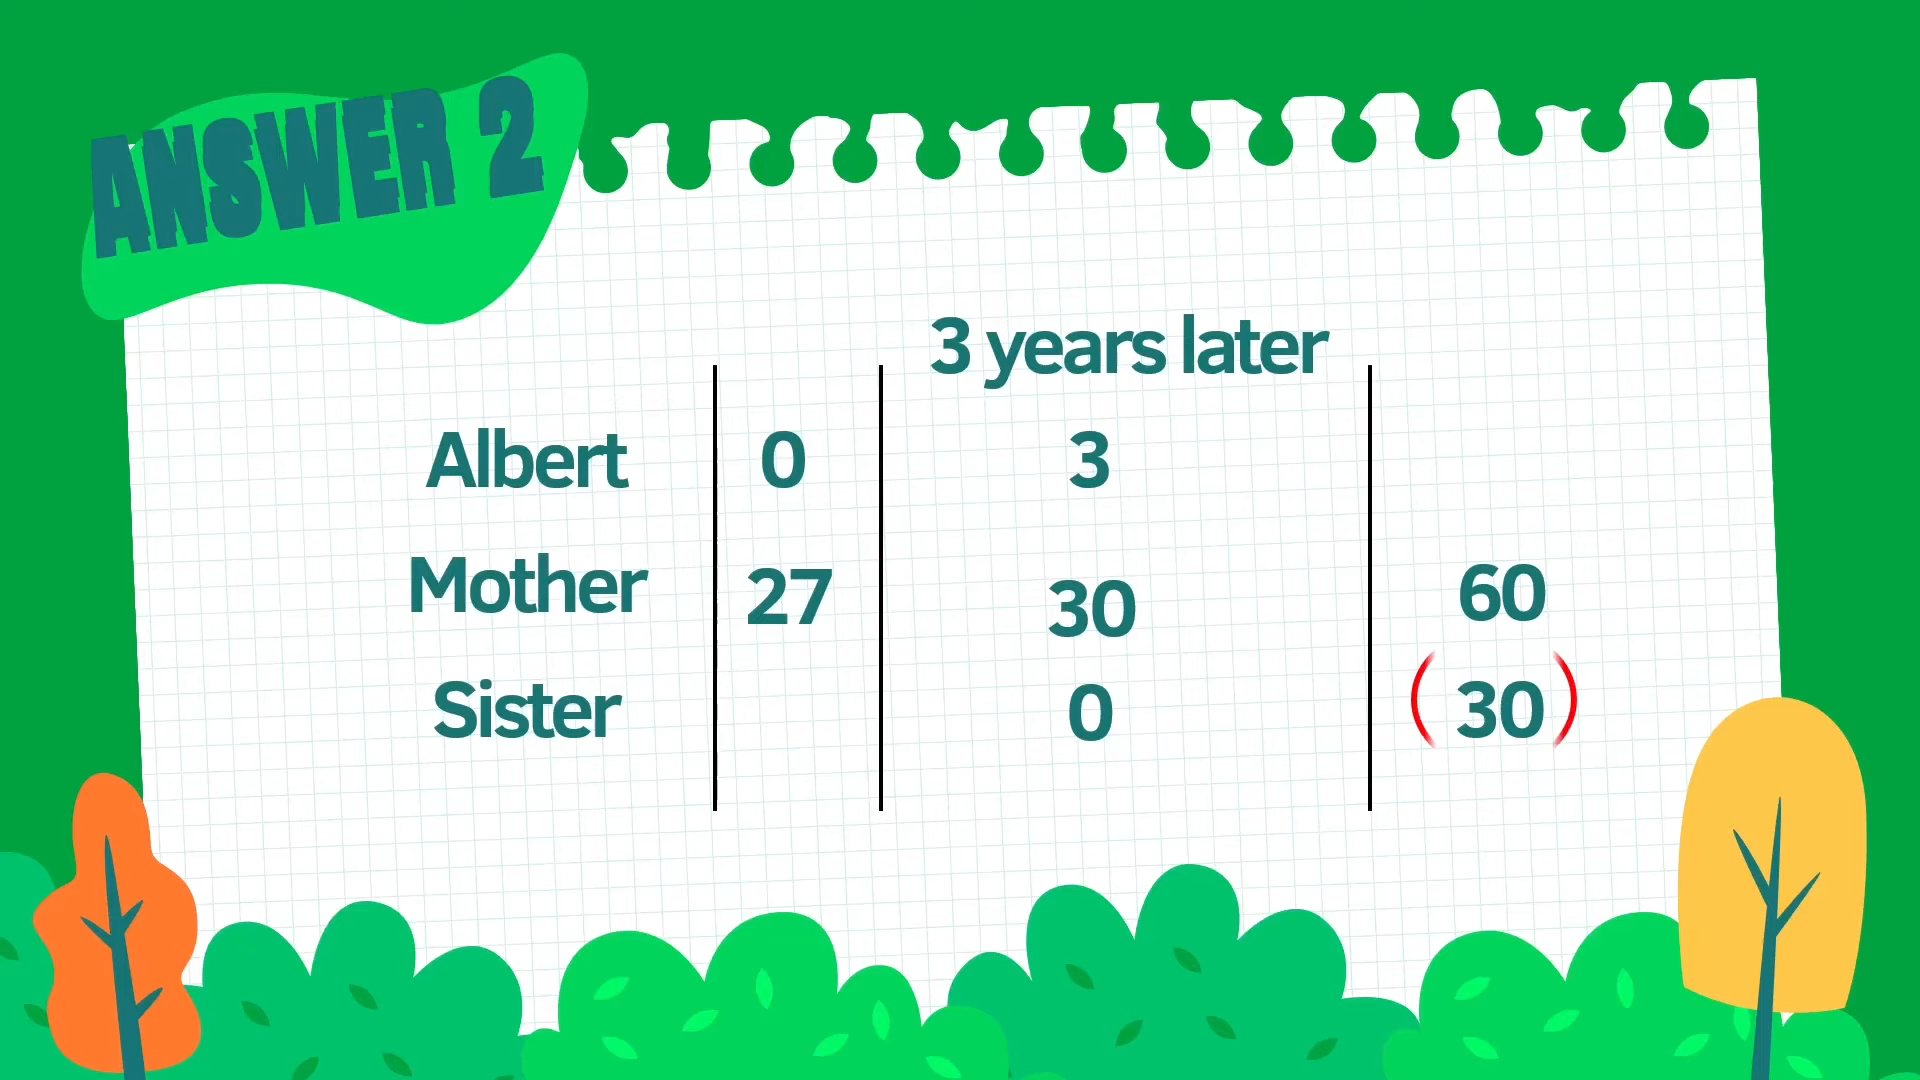 ANSWER 2
3 years later
Albert 0 3
Mother 27 30 60
Sister 0 (30)